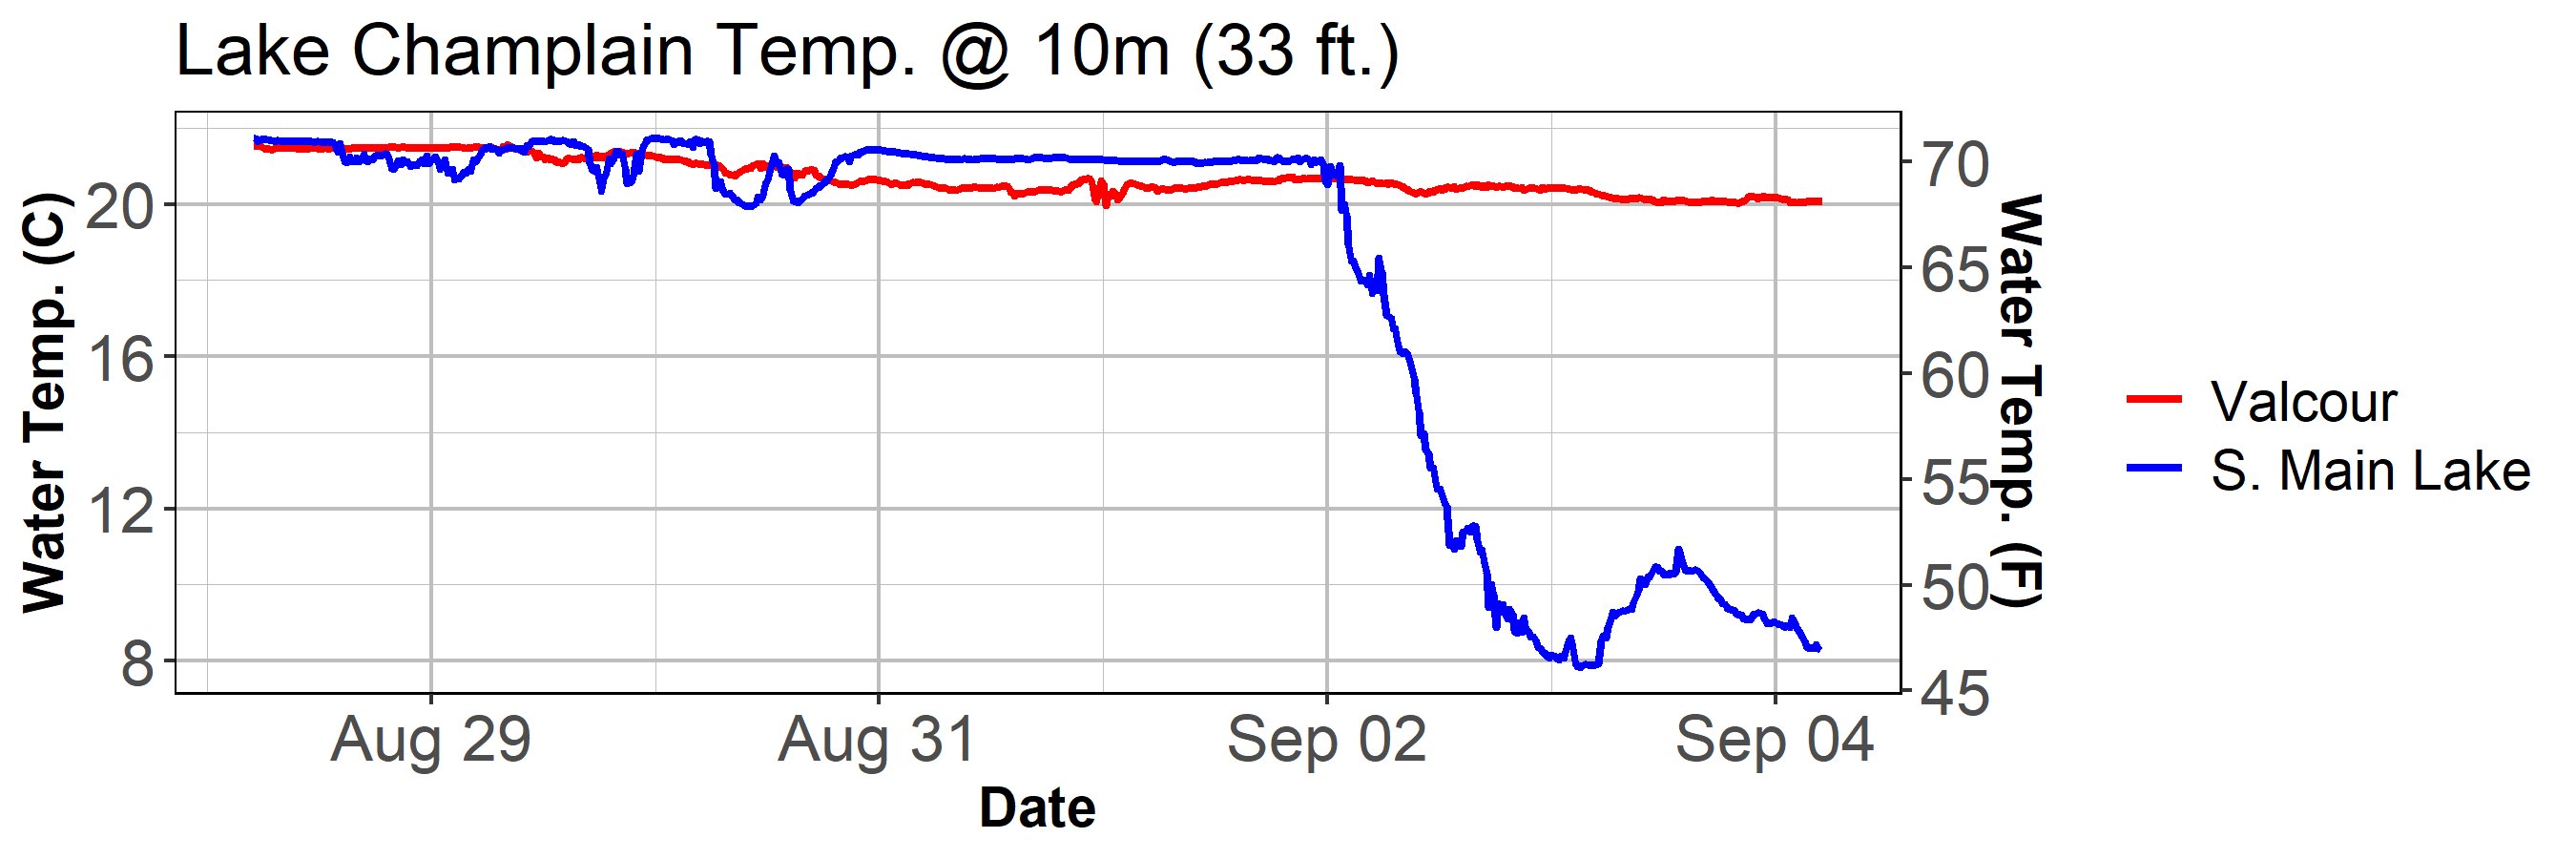 Lake Champlain Temp. @ 10m (33 ft.)
Water Temp. (C)
20
16
12
8
70
65
60
55
50
45
Water Temp. (F)
Aug 29
Aug 31
Sep 02
Sep 04
Date
Valcour
S. Main Lake